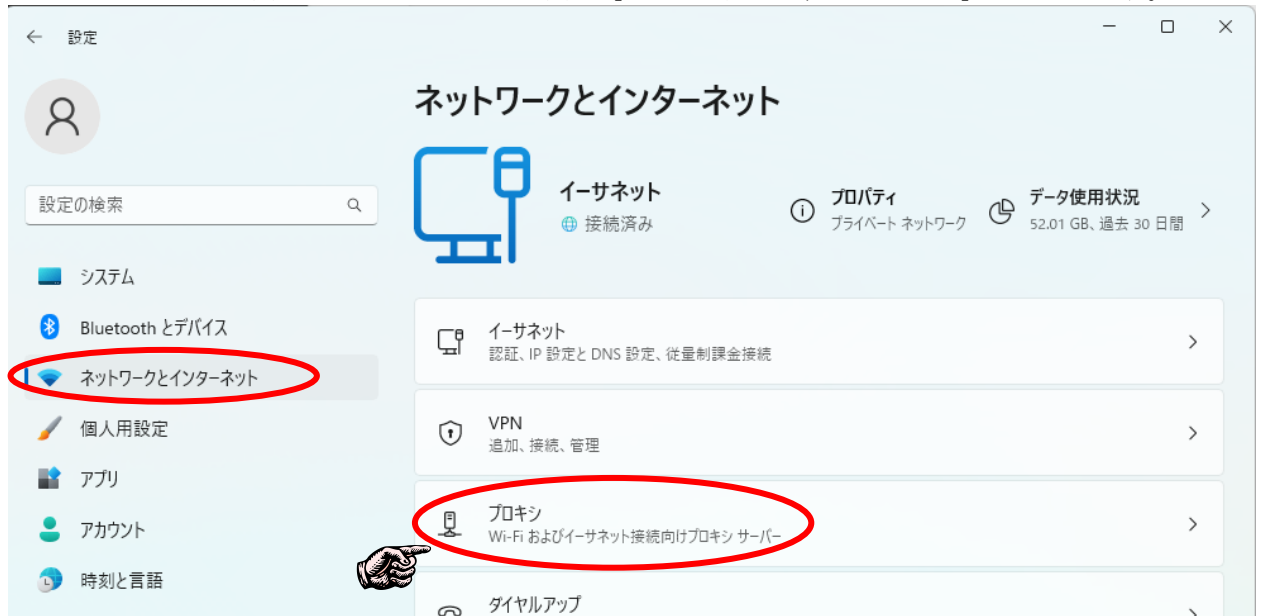 設定
ネットワークとインターネット
イーサネット
接続済み
プロパティ
プライベート ネットワーク
データ使用状況
52.01 GB、過去 30 日間
設定の検索
システム
Bluetooth とデバイス
ネットワークとインターネット
個人用設定
アプリ
アカウント
時刻と言語
イーサネット
認証、IP 設定と DNS 設定、従量制課金接続
VPN
追加、接続、管理
プロキシ
Wi-Fi およびイーサネット接続向けプロキシ サーバー
ダイヤルアップ